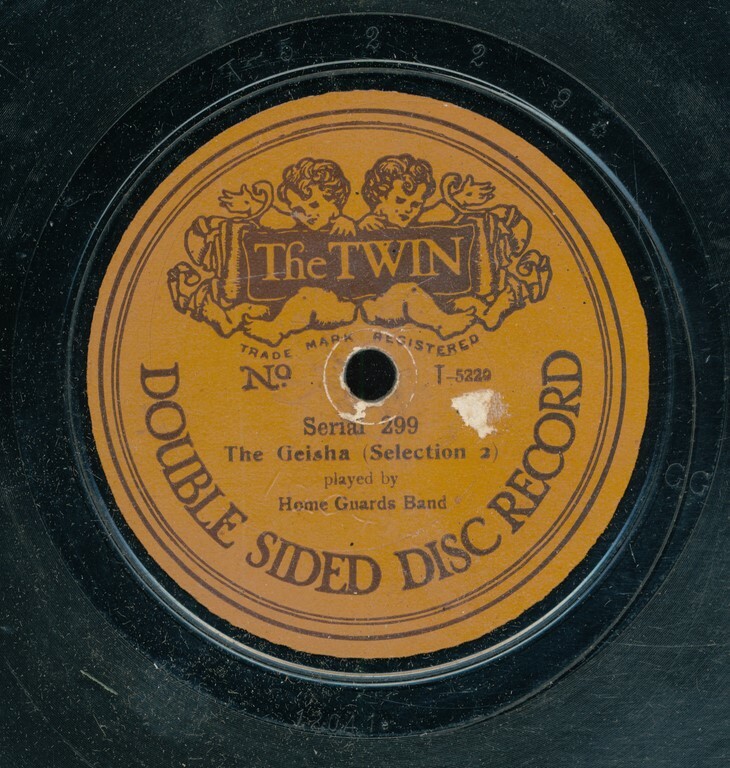 The TWIN
TRADE MARK REGISTERED
No. T-5229
Serial 299
The Geisha (Selection 2)
played by
Home Guards Band
DOUBLE SIDED DISC RECORD